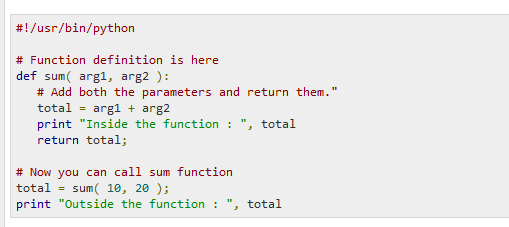 #!/usr/bin/python
# Function definition is here
def sum( arg1, arg2 ):
# Add both the parameters and return them."
total = arg1 + arg2
print "Inside the function : ", total
return total;
# Now you can call sum function
total = sum( 10, 20 );
print "Outside the function : ", total